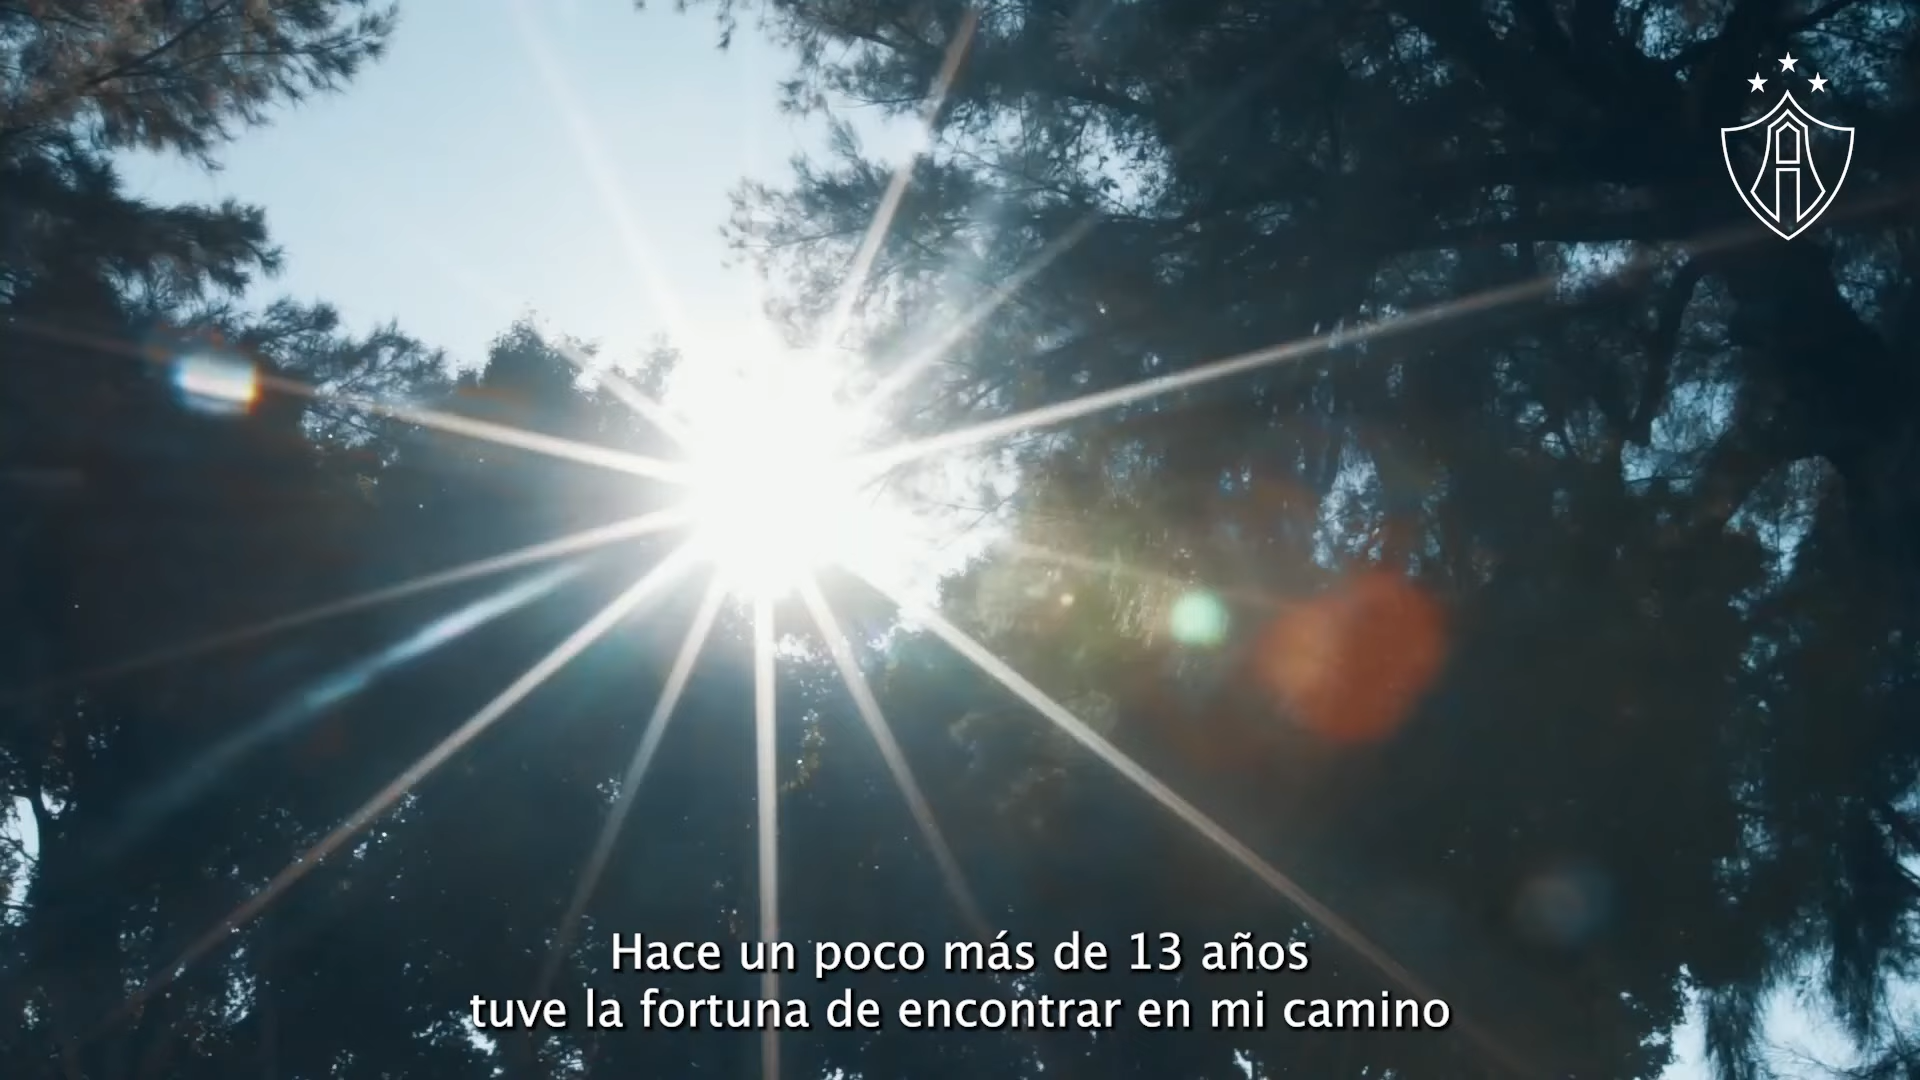 Hace un poco más de 13 años
tuve la fortuna de encontrar en mi camino